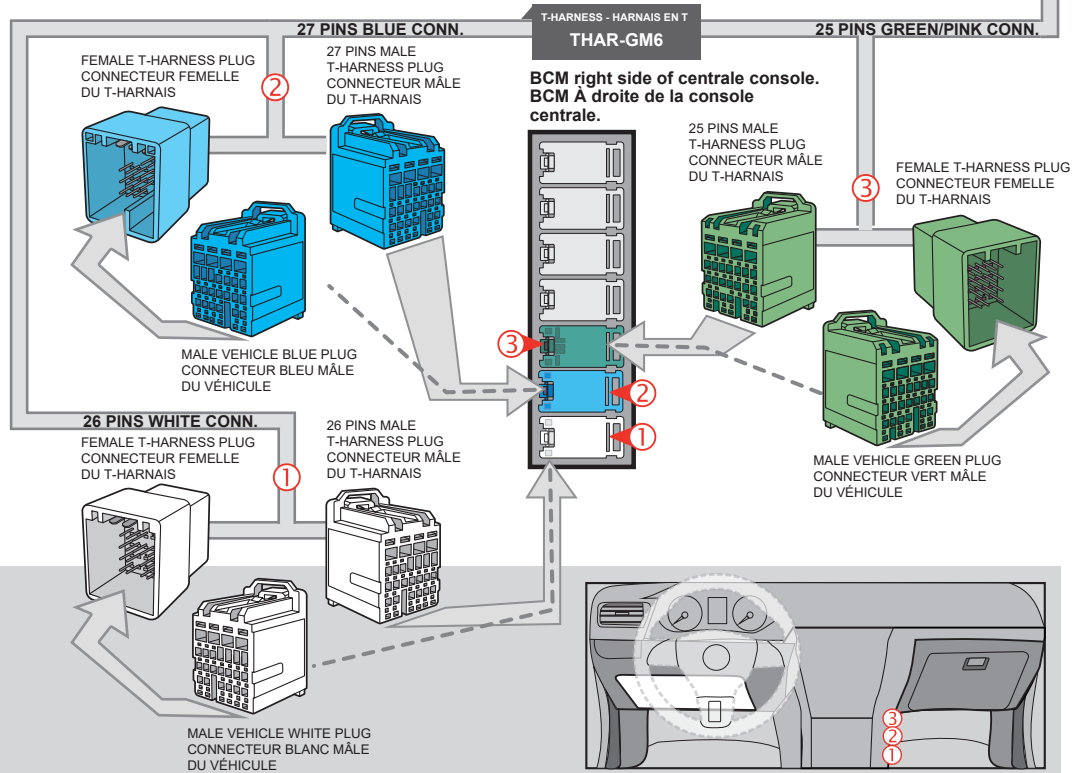 T-HARNESS - HARNAIS EN T
THAR-GM6
27 PINS BLUE CONN.
25 PINS GREEN/PINK CONN.
FEMALE T-HARNESS PLUG
CONNECTEUR FEMELLE
DU T-HARNAIS
2
27 PINS MALE
T-HARNESS PLUG
CONNECTEUR MÂLE
DU T-HARNAIS
BCM right side of centrale console.
BCM À droite de la console
centrale.
25 PINS MALE
T-HARNESS PLUG
CONNECTEUR MÂLE
DU T-HARNAIS
3
FEMALE T-HARNESS PLUG
CONNECTEUR FEMELLE
DU T-HARNAIS
MALE VEHICLE BLUE PLUG
CONNECTEUR BLEU MÂLE
DU VÉHICULE
3
2
1
26 PINS WHITE CONN.
FEMALE T-HARNESS PLUG
CONNECTEUR FEMELLE
DU T-HARNAIS
1
26 PINS MALE
T-HARNESS PLUG
CONNECTEUR MÂLE
DU T-HARNAIS
MALE VEHICLE GREEN PLUG
CONNECTEUR VERT MÂLE
DU VÉHICULE
MALE VEHICLE WHITE PLUG
CONNECTEUR BLANC MÂLE
DU VÉHICULE
3
2
1